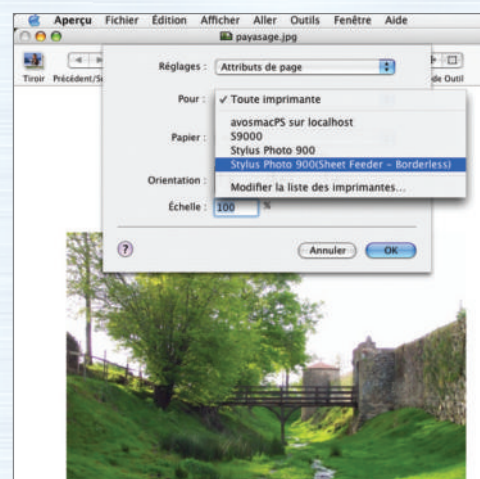 Aperçu Fichier Édition Afficher Aller Outils Fenêtre Aide
payasage.jpg
Tiroir Précédent/Su de Outil
Réglages : Attributs de page
Pour : ✓ Toute imprimante
avosmacPS sur localhost
S9000
Stylus Photo 900
Stylus Photo 900(Sheet Feeder – Borderless)
Modifier la liste des imprimantes...
Papier :
Orientation :
Échelle : 100 %
? Annuler OK